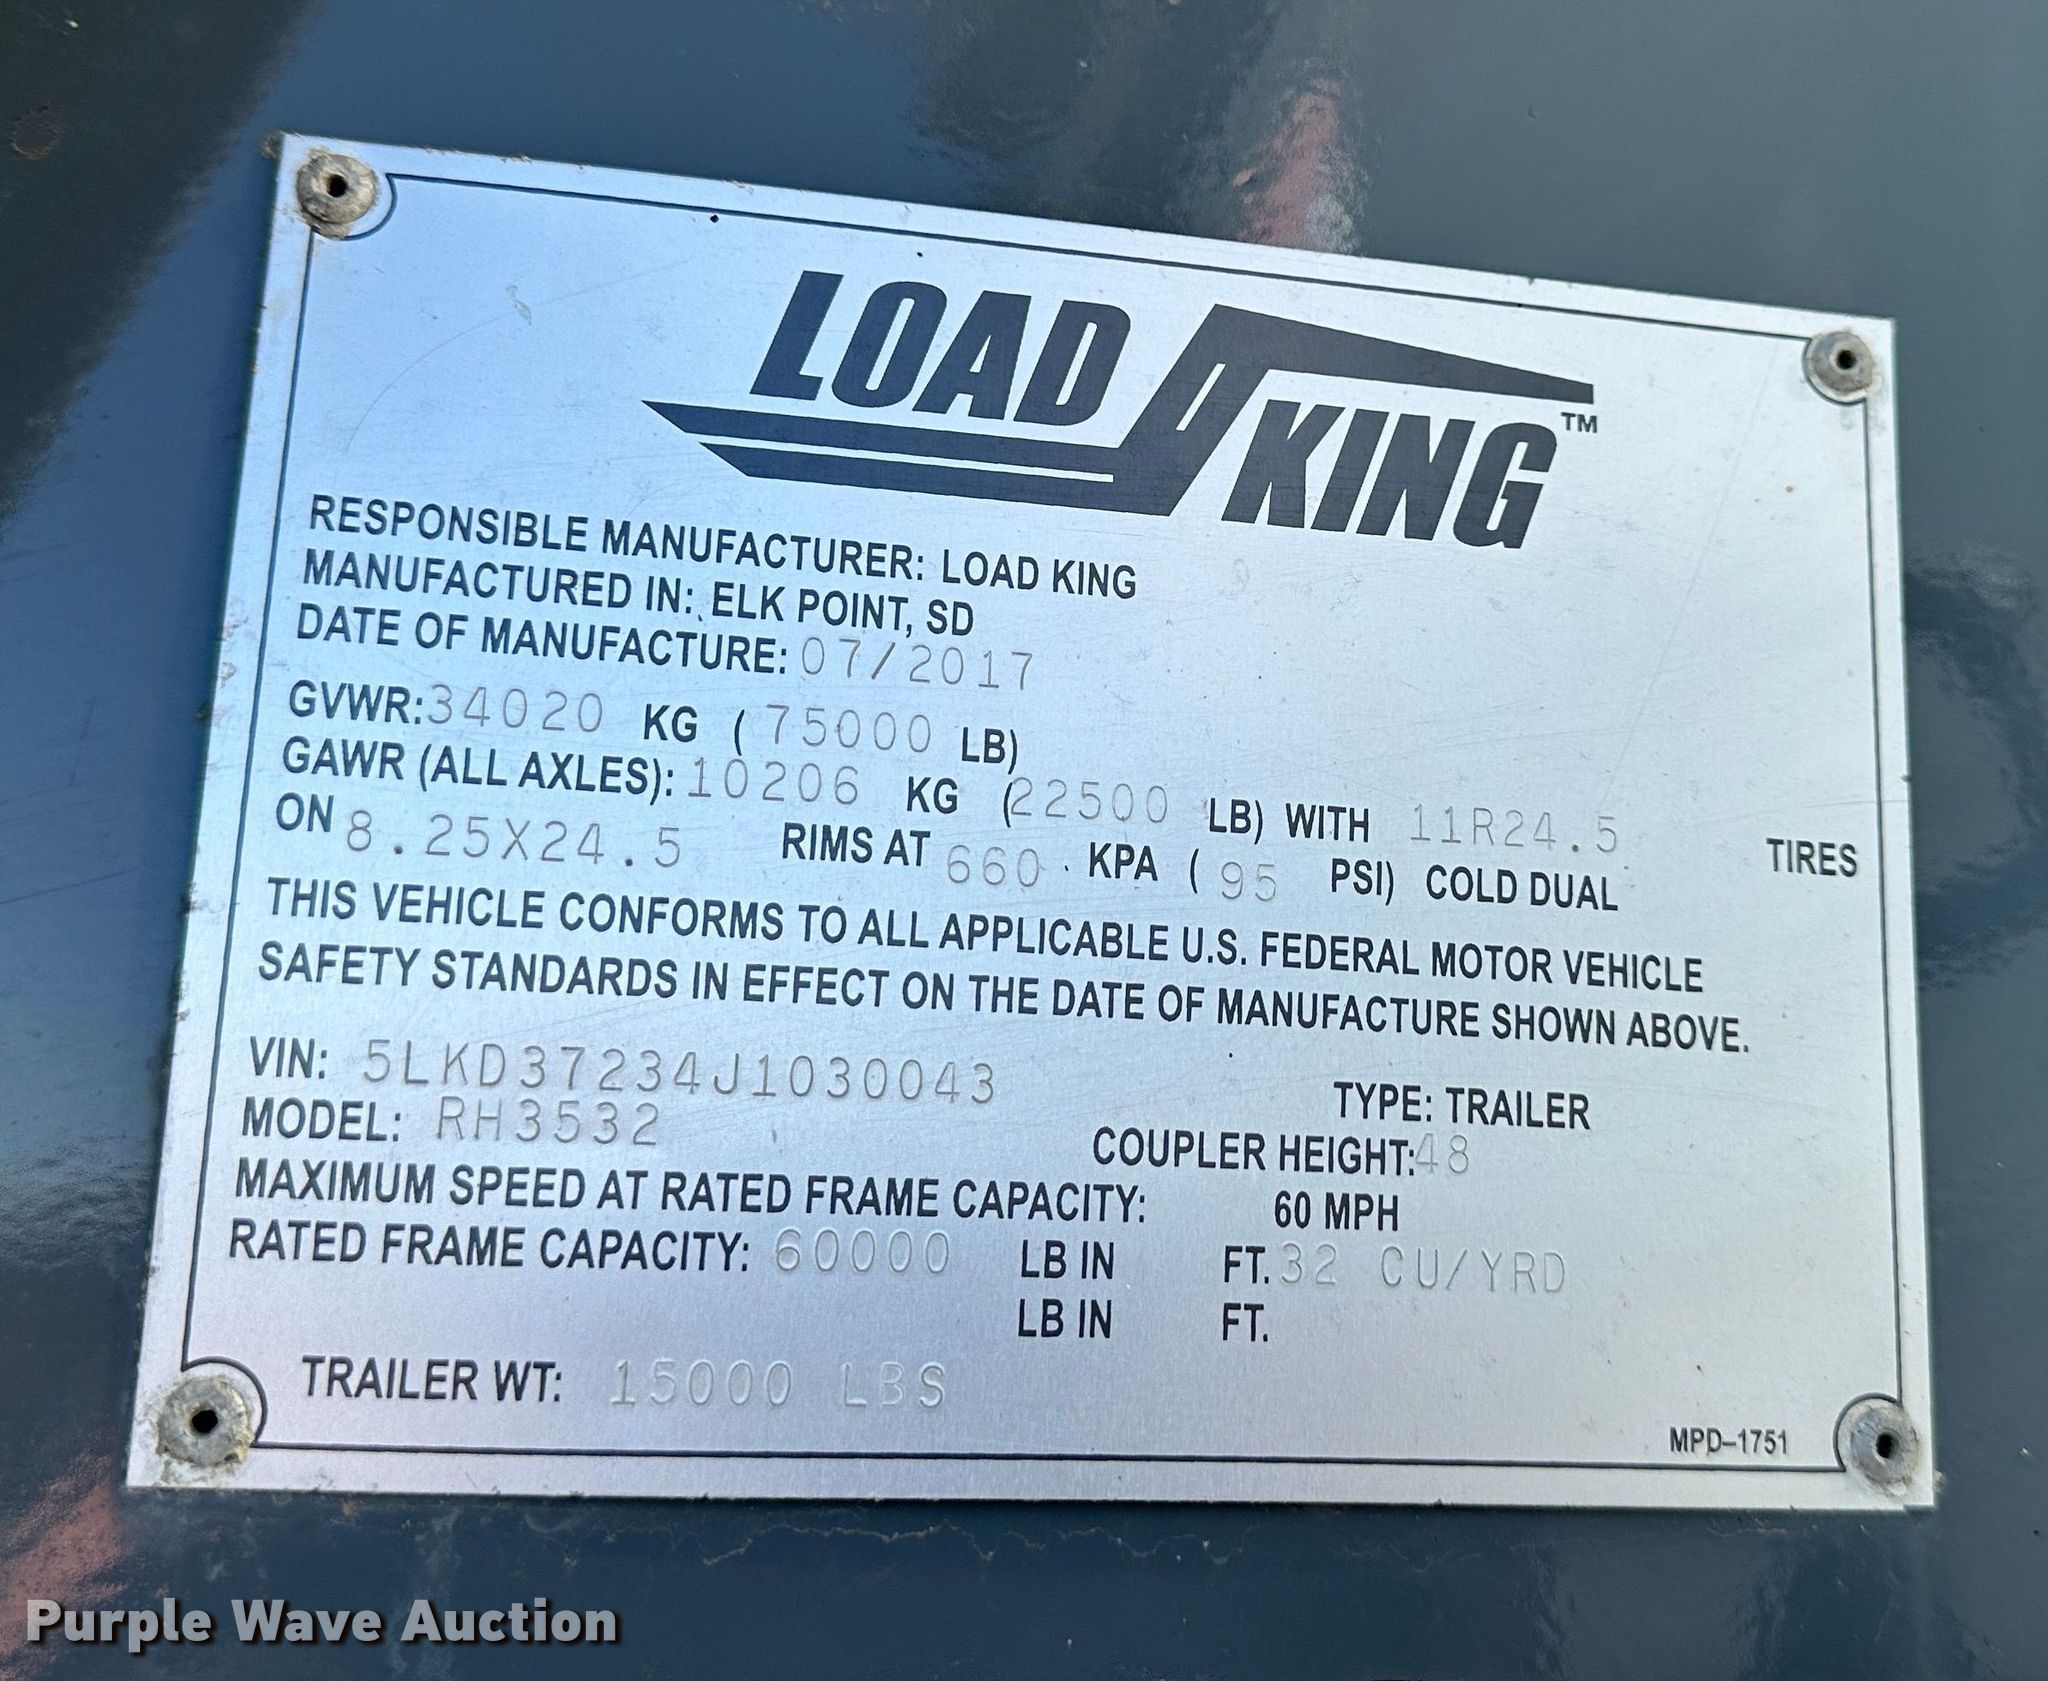 LOAD KING™
RESPONSIBLE MANUFACTURER: LOAD KING
MANUFACTURED IN: ELK POINT, SD
DATE OF MANUFACTURE: 07/2017
GVWR: 34020 KG (75000 LB)
GAWR (ALL AXLES): 10206 KG (22500 LB) WITH 11R24.5 TIRES
ON 8.25X24.5 RIMS AT 660 KPA (95 PSI) COLD DUAL
THIS VEHICLE CONFORMS TO ALL APPLICABLE U.S. FEDERAL MOTOR VEHICLE
SAFETY STANDARDS IN EFFECT ON THE DATE OF MANUFACTURE SHOWN ABOVE.
VIN: 5LKD37234J1030043 TYPE: TRAILER
MODEL: RH3532 COUPLER HEIGHT: 48
MAXIMUM SPEED AT RATED FRAME CAPACITY: 60 MPH
RATED FRAME CAPACITY: 60000 LB IN FT. 32 CU/YRD
LB IN FT.
TRAILER WT: 15000 LBS
MPD-1751
Purple Wave Auction